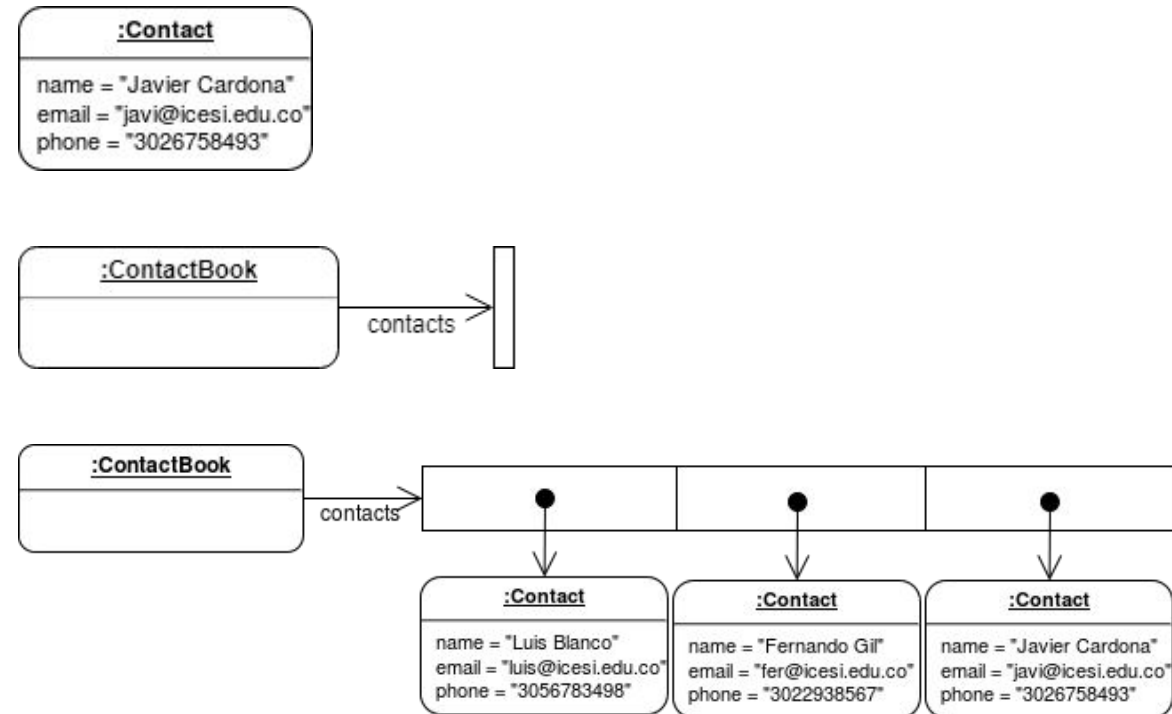 :Contact
name = "Javier Cardona"
email = "javi@icesi.edu.co"
phone = "3026758493"
:ContactBook
contacts
:ContactBook
contacts
:Contact
name = "Luis Blanco"
email = "luis@icesi.edu.co"
phone = "3056783498"
:Contact
name = "Fernando Gil"
email = "fer@icesi.edu.co"
phone = "3022938567"
:Contact
name = "Javier Cardona"
email = "javi@icesi.edu.co"
phone = "3026758493"